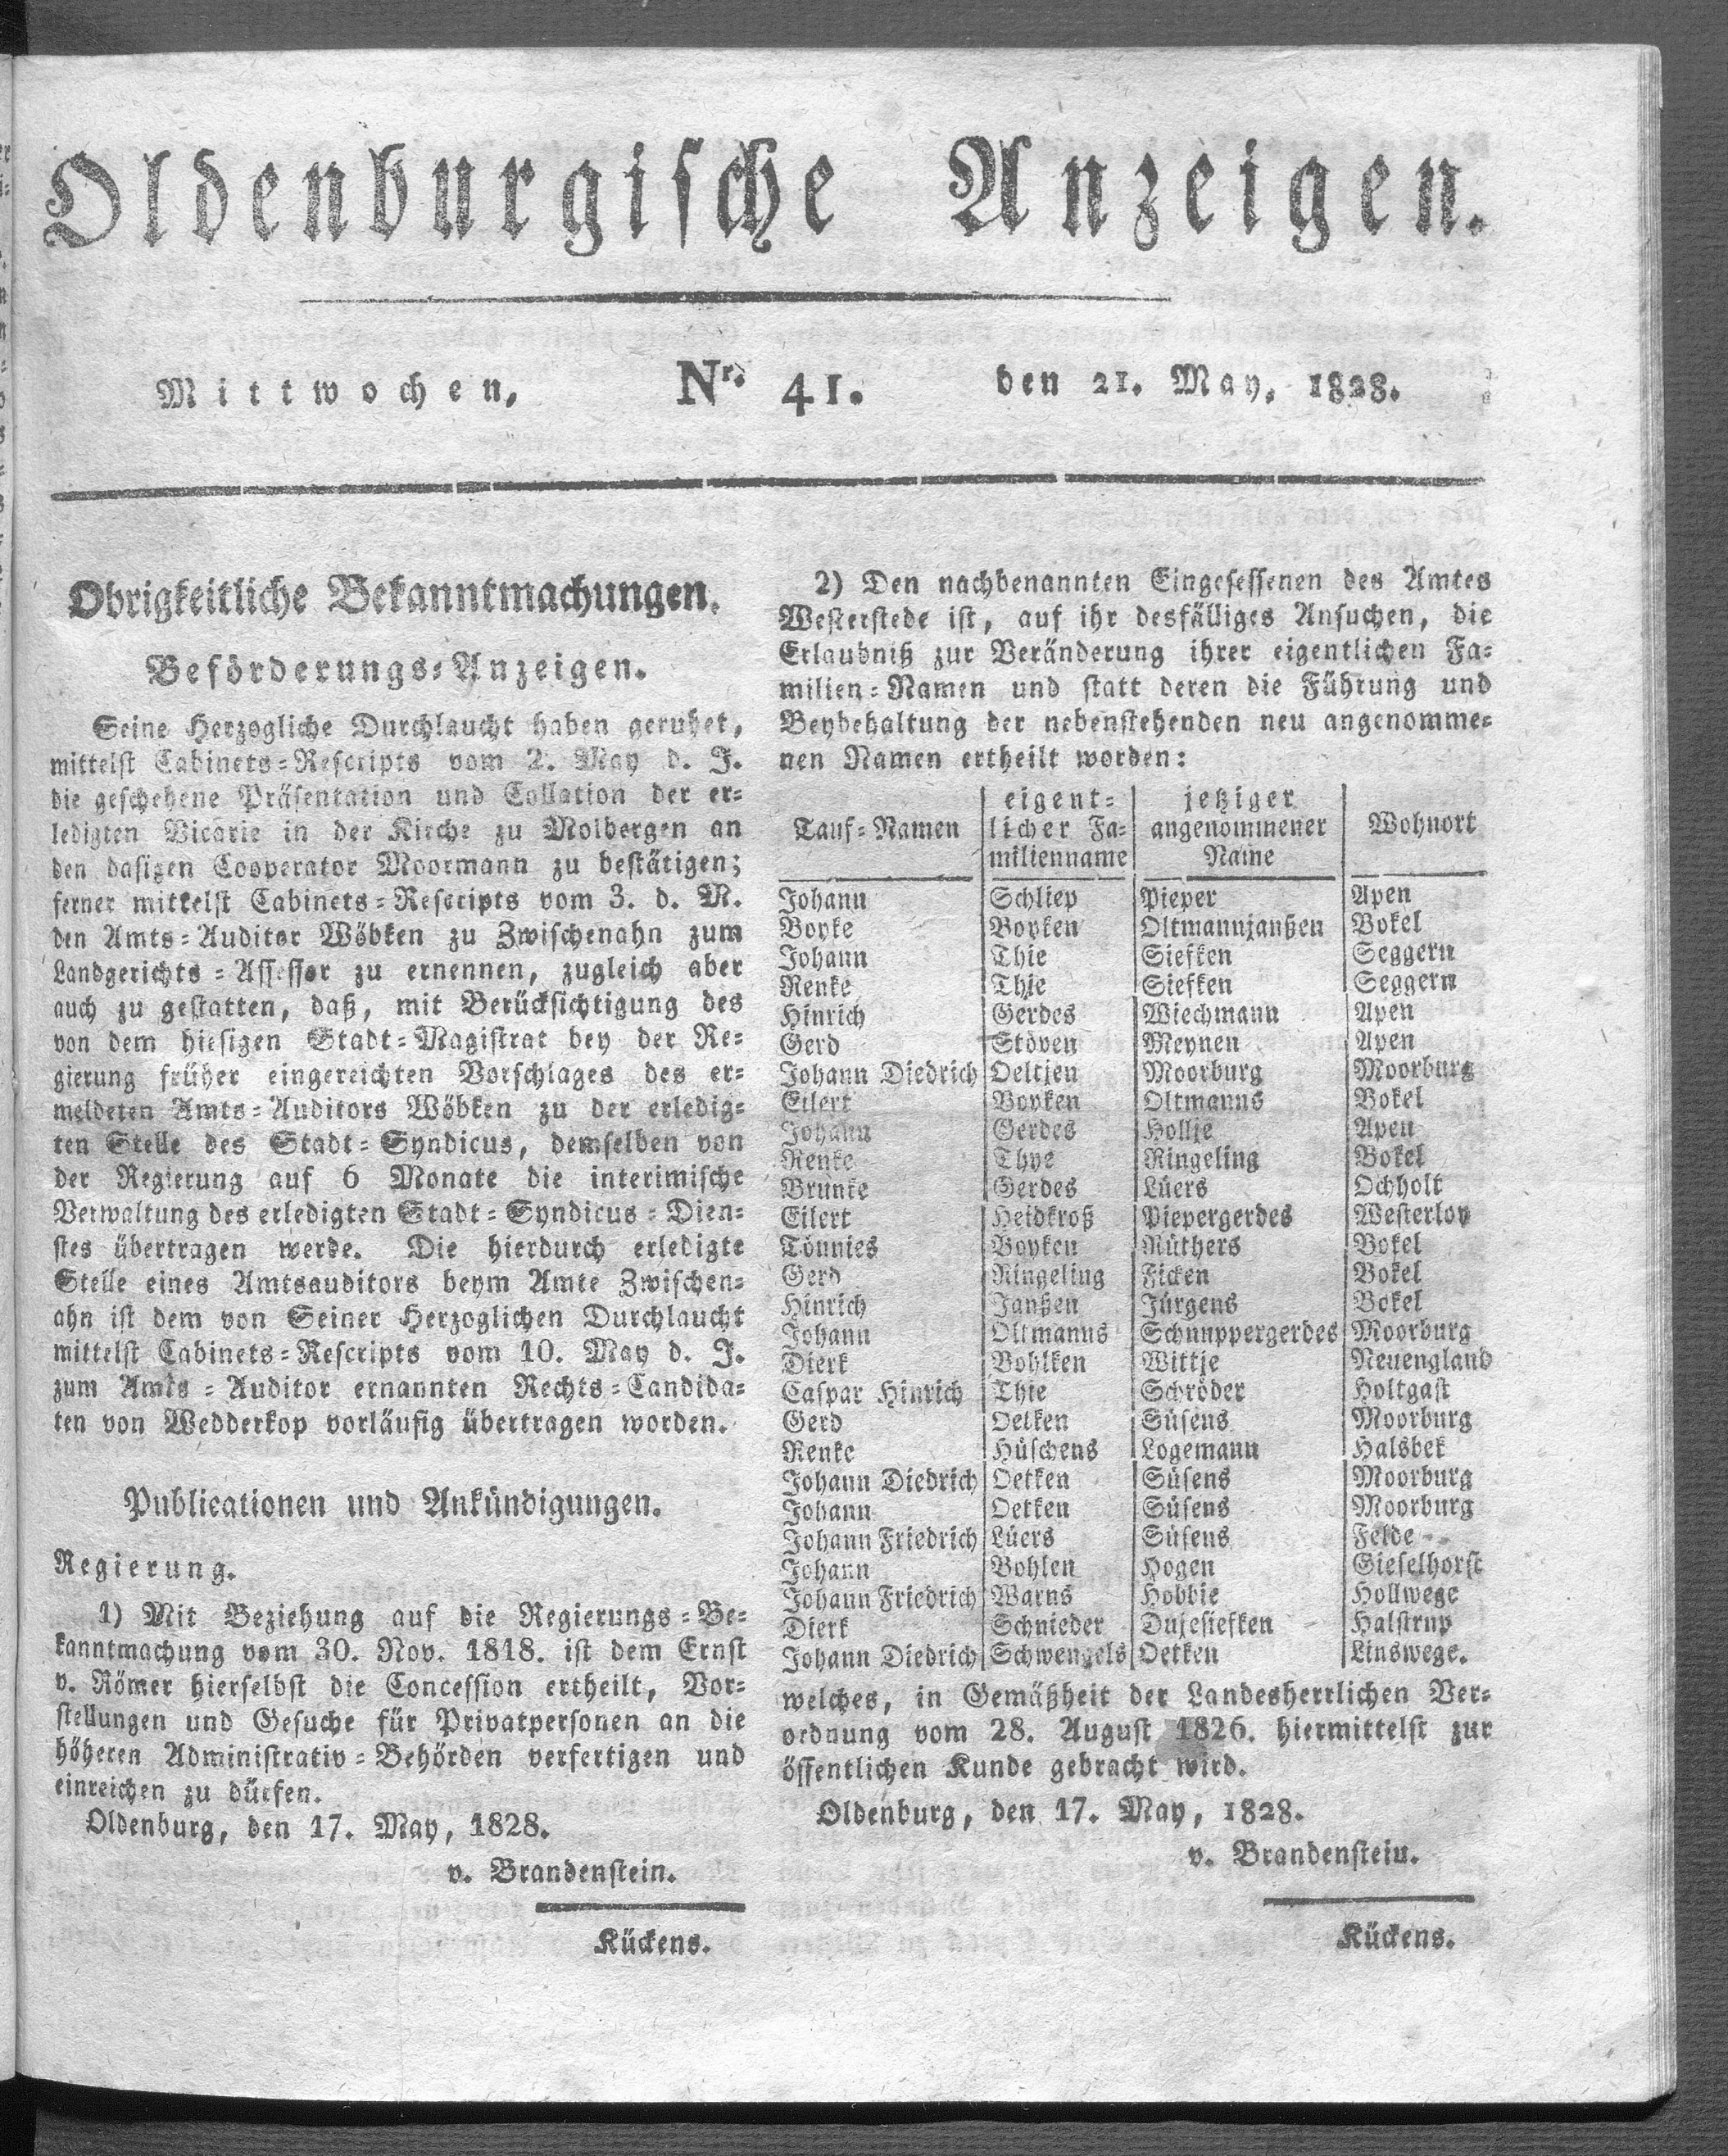 Oldenburgische Anzeigen.
Mittwochen, Nr. 41. den 21. May, 1828.
Obrigkeitliche Bekanntmachungen.
Beförderungs=Anzeigen.
Seine Herzogliche Durchlaucht haben geruhet,
mittelst Cabinets=Rescripts vom 2. May d. J.
die geschehene Präsentation und Collation der er=
ledigten Vicarie in der Kirche zu Molbergen an
den dasigen Cooperator Moormann zu bestätigen;
ferner mittelst Cabinets=Rescripts vom 3. d. M.
den Amts=Auditor Wöbken zu Zwischenahn zum
Landgerichts=Assessor zu ernennen, zugleich aber
auch zu gestatten, daß, mit Berücksichtigung des
von dem hiesigen Stadt=Magistrat bey der Re=
gierung früher eingereichten Vorschlages des er=
meldeten Amts=Auditors Wöbken zu der erledig=
ten Stelle des Stadt=Syndicus, demselben von
der Regierung auf 6 Monate die interimische
Verwaltung des erledigten Stadt=Syndicus=Dien=
stes übertragen werde. Die hierdurch erledigte
Stelle eines Amtsauditors beym Amte Zwischen=
ahn ist dem von Seiner Herzoglichen Durchlaucht
mittelst Cabinets=Rescripts vom 10. May d. J.
zum Amts=Auditor ernannten Rechts=Candida=
ten von Wedderkop vorläufig übertragen worden.
Publicationen und Ankündigungen.
Regierung.
1) Mit Beziehung auf die Regierungs=Be=
kanntmachung vom 30. Nov. 1818. ist dem Ernst
v. Römer hierselbst die Concession ertheilt, Vor=
stellungen und Gesuche für Privatpersonen an die
höheren Administrativ=Behörden verfertigen und
einreichen zu dürfen.
Oldenburg, den 17. May, 1828.
v. Brandenstein.
Kückens.
2) Den nachbenannten Eingesessenen des Amtes
Westerstede ist, auf ihr desfälliges Ansuchen, die
Erlaubniß zur Veränderung ihrer eigentlichen Fa=
milien=Namen und statt deren die Führung und
Beybehaltung der nebenstehenden neu angenomme=
nen Namen ertheilt worden:
Tauf=Namen eigent=licher Fa=milienname jetziger angenommener Name Wohnort
Johann Schliep Pieper Apen
Boyke Boyken Oltmannjanßen Bokel
Johann Thie Siefken Seggern
Renke Thie Siefken Seggern
Hinrich Gerdes Wiechmann Apen
Gerd Stöven Meynen Apen
Johann Diedrich Oeltjen Moorburg Moorburg
Eilert Boyken Oltmanns Bokel
Johann Gerdes Hollje Apen
Renke Thye Ringeling Bokel
Brunke Gerdes Lüers Ochholt
Eilert Heidkroß Piepergerdes Westerloy
Tönnies Boyken Rüthers Bokel
Gerd Ringeling Ficken Bokel
Hinrich Janßen Jürgens Bokel
Johann Oltmanns Schnuppergerdes Moorburg
Dierk Bohlken Wittje Neuengland
Caspar Hinrich Thie Schröder Holtgast
Gerd Oetken Süsens Moorburg
Renke Hüschens Logemann Halsbek
Johann Diedrich Oetken Süsens Moorburg
Johann Oetken Süsens Moorburg
Johann Friedrich Lüers Süsens Felde
Johann Bohlen Hogen Gieselhorst
Johann Friedrich Warns Hobbie Hollwege
Dierk Schnieder Dujesiefken Halstrup
Johann Diedrich Schwengels Oetken Linswege.
welches, in Gemäßheit der Landesherrlichen Ver=
ordnung vom 28. August 1826. hiermittelst zur
öffentlichen Kunde gebracht wird.
Oldenburg, den 17. May, 1828.
v. Brandenstein.
Kückens.